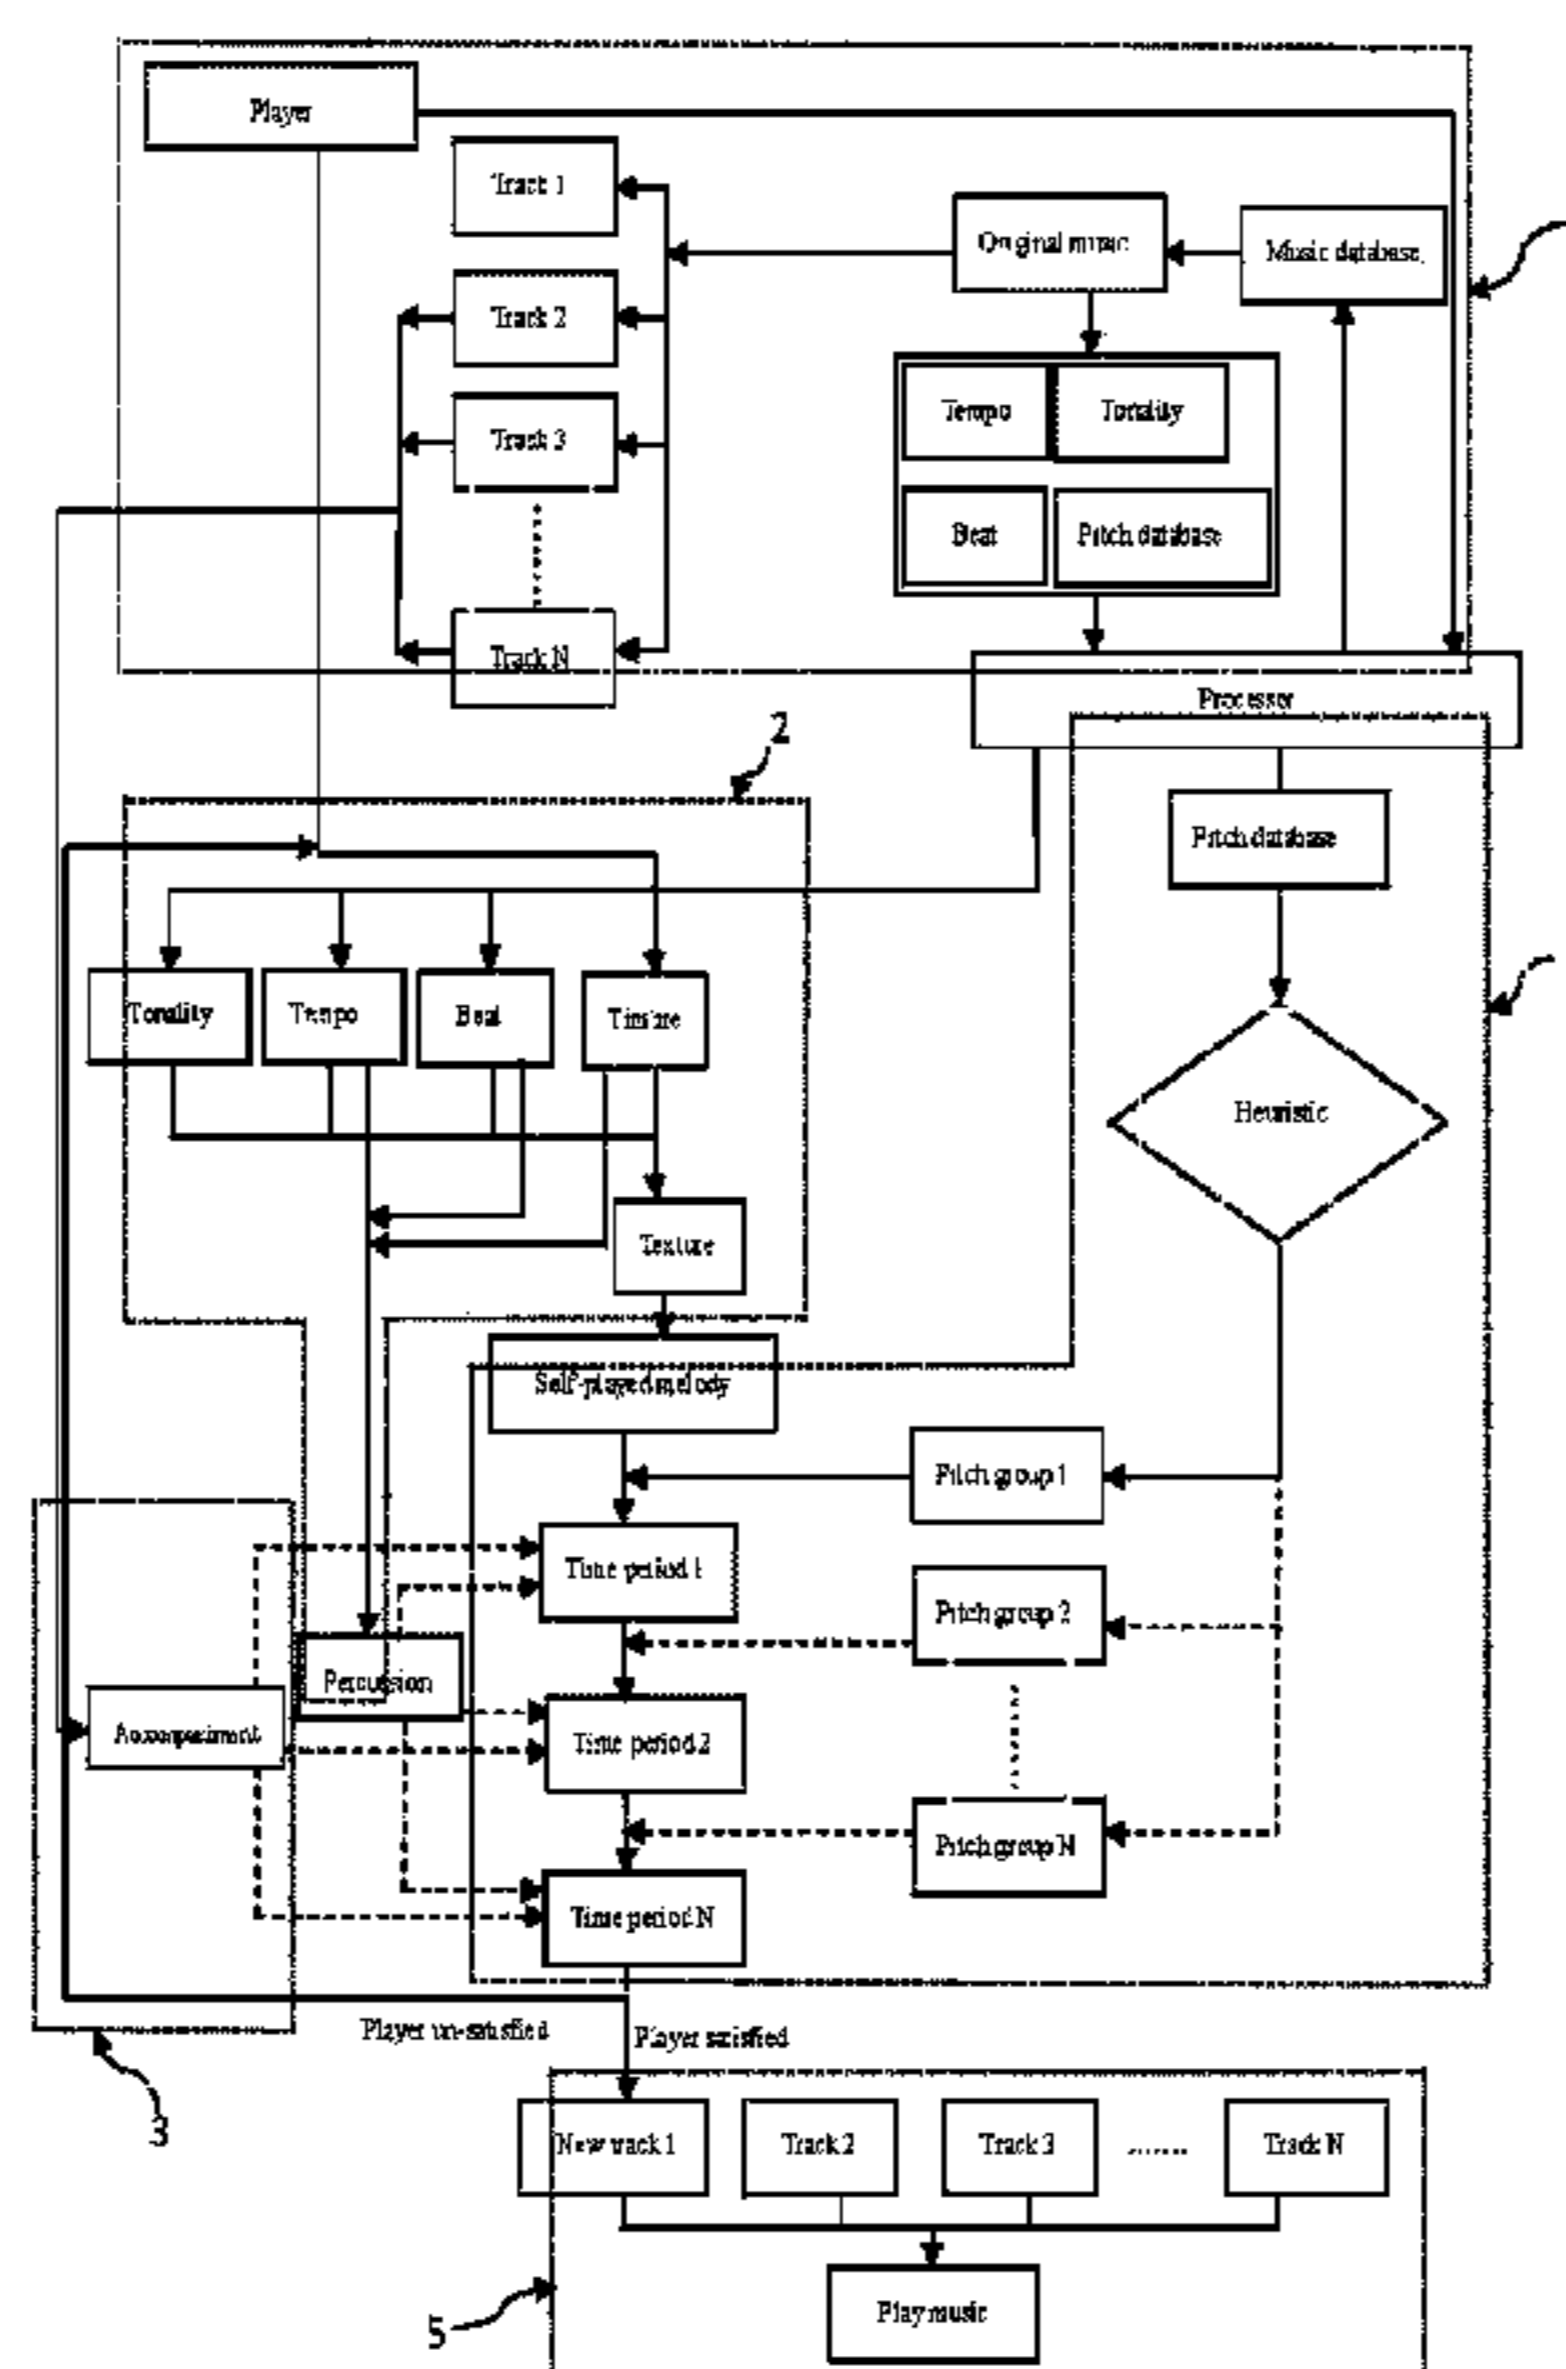 Player
Track 1
Original music
Music database
Track 2
Track 3
Tempo
Tonality
Beat
Pitch database
Track N
Processer
2
Pitch database
Tonality
Tempo
Beat
Timbre
Heuristic
Texture
Self-played melody
Pitch group 1
Time period 1
Pitch group 2
Percussion
Accompaniment
Time period 2
Pitch group N
Time period N
Player un-satisfied
Player satisfied
3
New track 1
Track 2
Track 3
.......
Track N
5
Play music